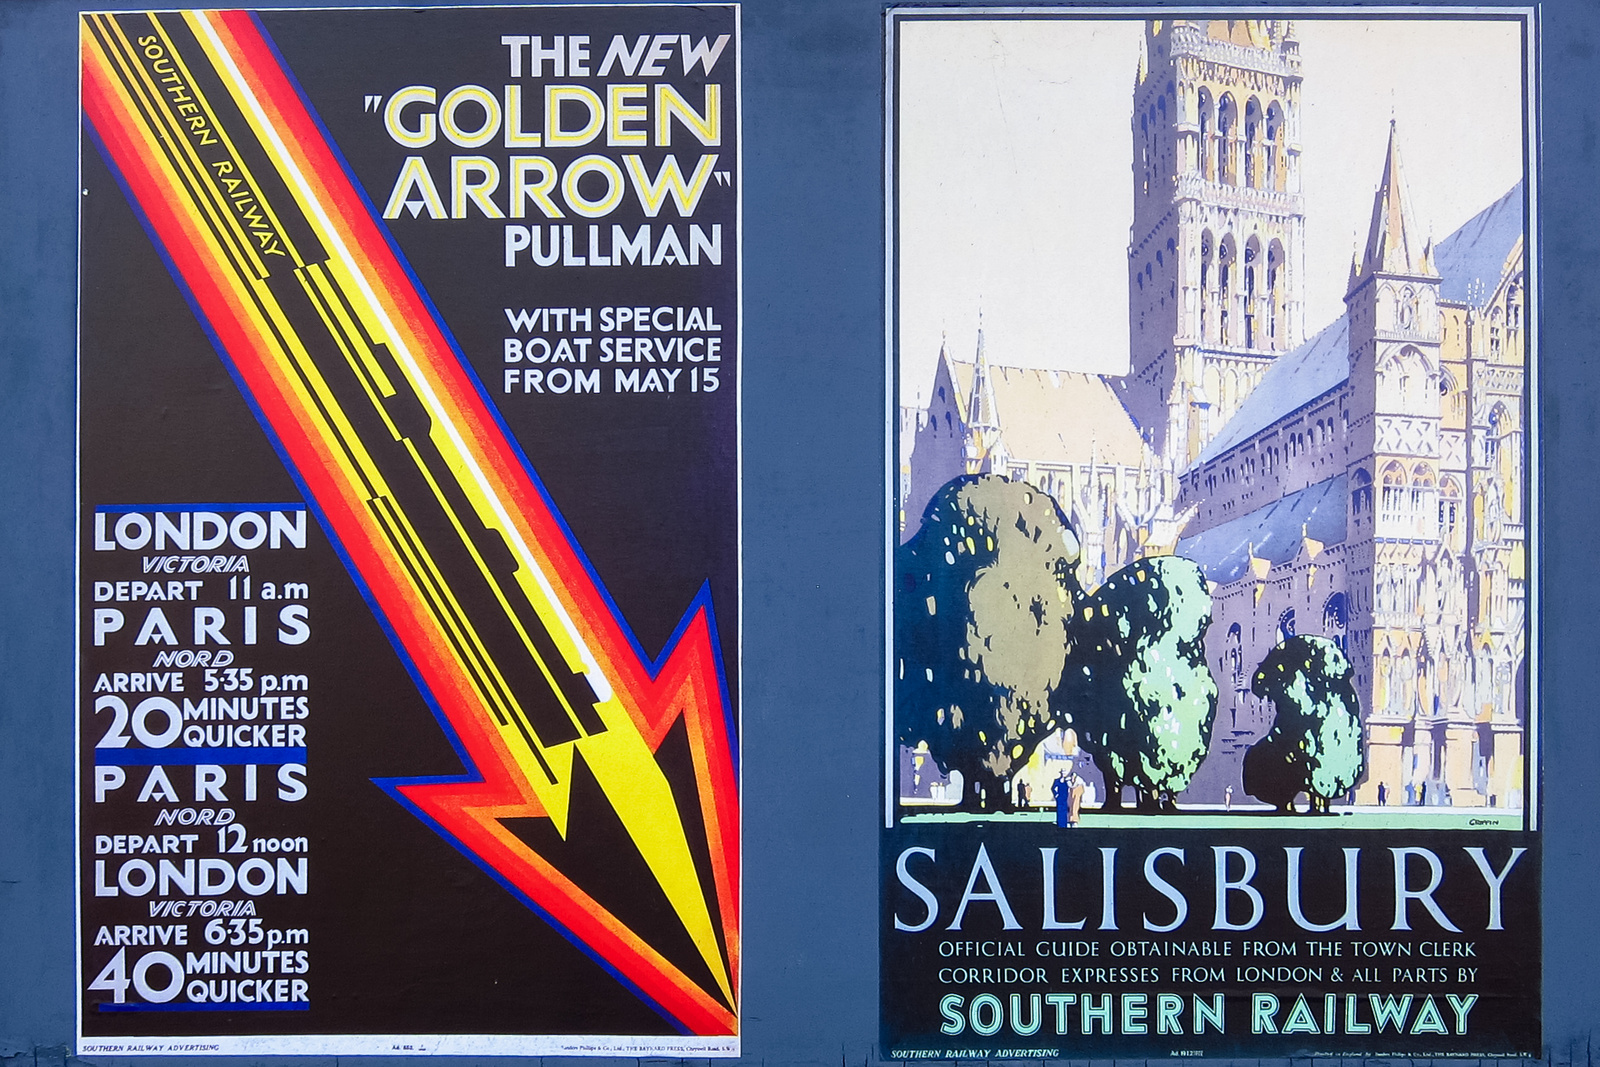 SOUTHERN RAILWAY
THE NEW
"GOLDEN
ARROW"
PULLMAN
WITH SPECIAL
BOAT SERVICE
FROM MAY 15
LONDON
VICTORIA
DEPART 11 a.m
PARIS
NORD
ARRIVE 5·35 p.m
20 MINUTES
QUICKER
PARIS
NORD
DEPART 12 noon
LONDON
VICTORIA
ARRIVE 6·35 p.m
40 MINUTES
QUICKER
SOUTHERN RAILWAY ADVERTISING
GRIFFIN
SALISBURY
OFFICIAL GUIDE OBTAINABLE FROM THE TOWN CLERK
CORRIDOR EXPRESSES FROM LONDON & ALL PARTS BY
SOUTHERN RAILWAY
SOUTHERN RAILWAY ADVERTISING